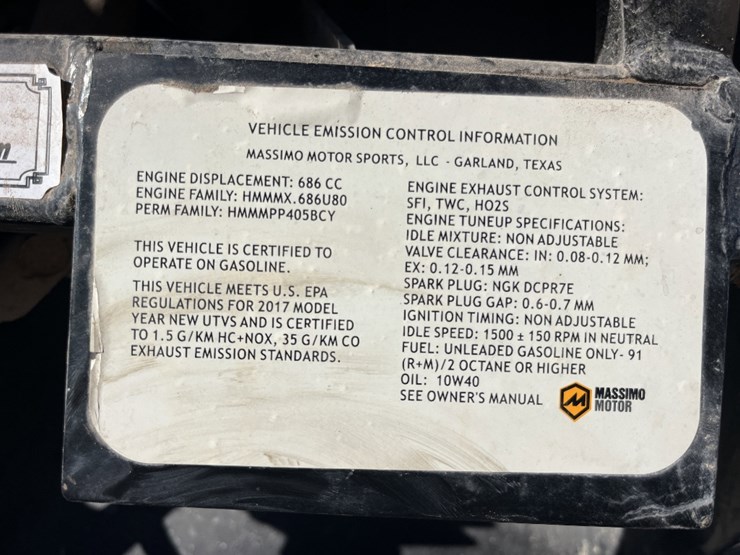 VEHICLE EMISSION CONTROL INFORMATION
MASSIMO MOTOR SPORTS, LLC - GARLAND, TEXAS
ENGINE DISPLACEMENT: 686 CC
ENGINE FAMILY: HMMMX.686U80
PERM FAMILY: HMMMPP405BCY
THIS VEHICLE IS CERTIFIED TO
OPERATE ON GASOLINE.
THIS VEHICLE MEETS U.S. EPA
REGULATIONS FOR 2017 MODEL
YEAR NEW UTVS AND IS CERTIFIED
TO 1.5 G/KM HC+NOX, 35 G/KM CO
EXHAUST EMISSION STANDARDS.
ENGINE EXHAUST CONTROL SYSTEM:
SFI, TWC, HO2S
ENGINE TUNEUP SPECIFICATIONS:
IDLE MIXTURE: NON ADJUSTABLE
VALVE CLEARANCE: IN: 0.08-0.12 MM;
EX: 0.12-0.15 MM
SPARK PLUG: NGK DCPR7E
SPARK PLUG GAP: 0.6-0.7 MM
IGNITION TIMING: NON ADJUSTABLE
IDLE SPEED: 1500 ± 150 RPM IN NEUTRAL
FUEL: UNLEADED GASOLINE ONLY- 91
(R+M)/2 OCTANE OR HIGHER
OIL: 10W40
SEE OWNER'S MANUAL
MASSIMO
MOTOR